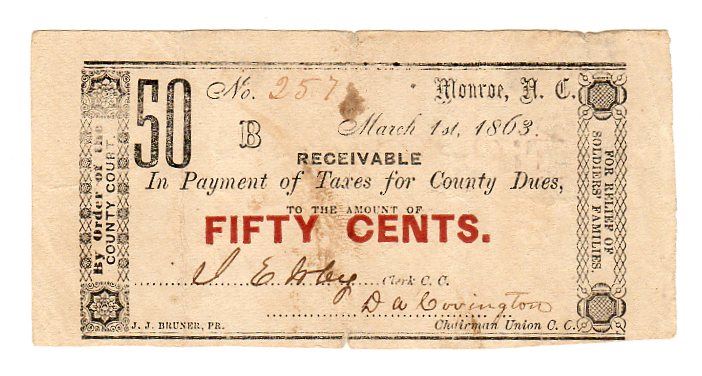 By Order of the
COUNTY COURT.
50
No. 257
Monroe, N. C.
B
March 1st, 1863.
RECEIVABLE
In Payment of Taxes for County Dues,
TO THE AMOUNT OF
FIFTY CENTS.
J E Irby Clerk C. C.
D A Covington
J. J. BRUNER, PR.
Chairman Union C. C.
FOR RELIEF OF
SOLDIERS' FAMILIES